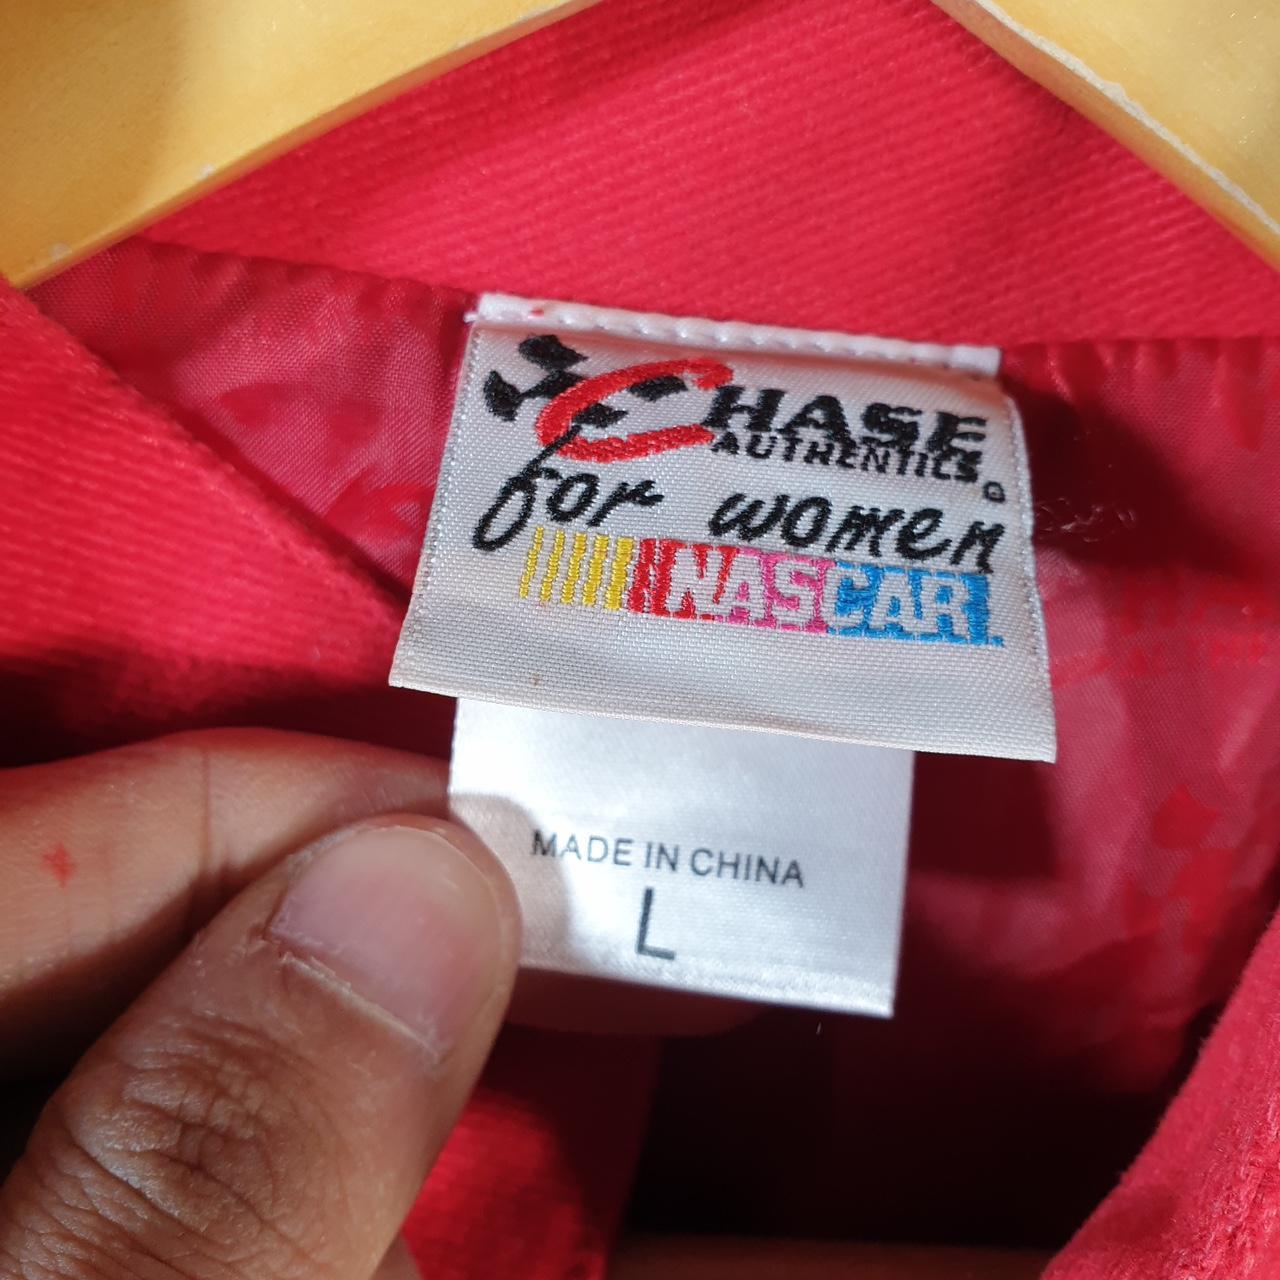 CHASE
AUTHENTICS
for women
NASCAR
MADE IN CHINA
L